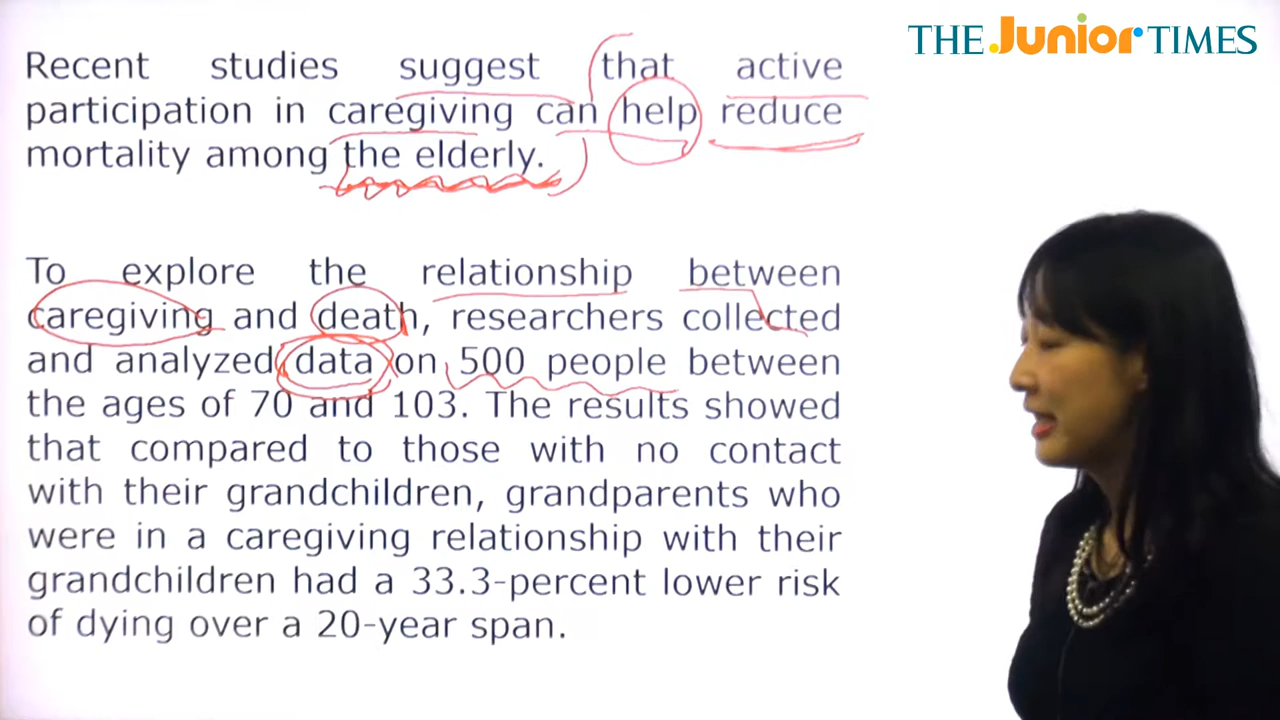 THE Junior TIMES
Recent studies suggest that active
participation in caregiving can help reduce
mortality among the elderly.
To explore the relationship between
caregiving and death, researchers collected
and analyzed data on 500 people between
the ages of 70 and 103. The results showed
that compared to those with no contact
with their grandchildren, grandparents who
were in a caregiving relationship with their
grandchildren had a 33.3-percent lower risk
of dying over a 20-year span.